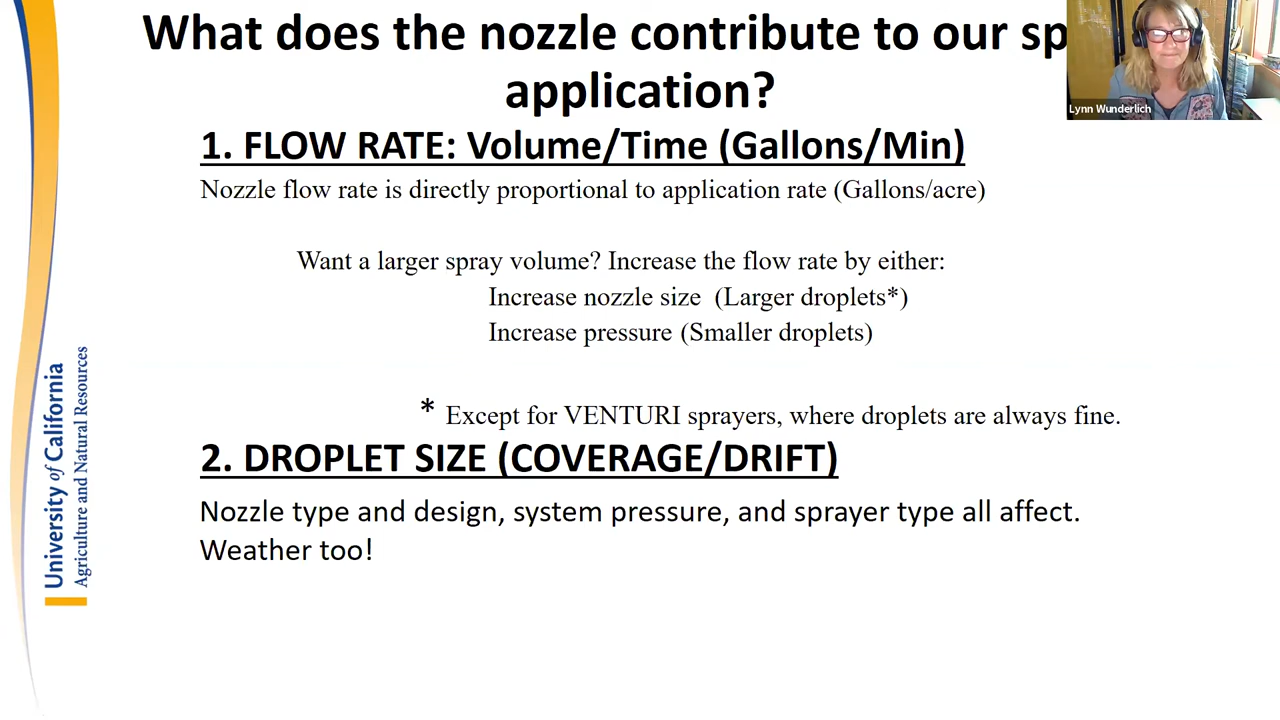 What does the nozzle contribute to our sp
application?
Lynn Wunderlich
1. FLOW RATE: Volume/Time (Gallons/Min)
Nozzle flow rate is directly proportional to application rate (Gallons/acre)
Want a larger spray volume? Increase the flow rate by either:
Increase nozzle size (Larger droplets*)
Increase pressure (Smaller droplets)
* Except for VENTURI sprayers, where droplets are always fine.
2. DROPLET SIZE (COVERAGE/DRIFT)
Nozzle type and design, system pressure, and sprayer type all affect.
Weather too!
University of California
Agriculture and Natural Resources